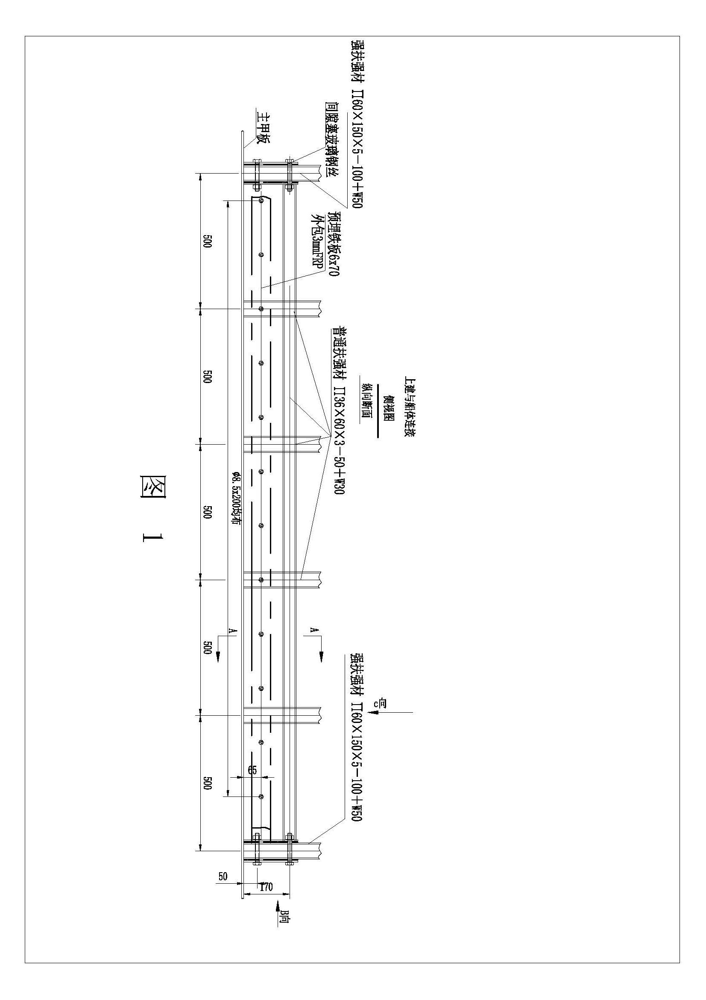 上建与船体连接
侧视图
纵向断面
c向
强扶强材 II60×150×5—100+W50
强扶强材 II60×150×5—100+W50
间隙塞玻璃钢丝
预埋铁板6x70
外包3mmFRP
普通扶强材 II36×60×3—50+W30
主甲板
A
A
65
B向
170
50
φ8.5x200均布
500
500
500
500
500
图 1